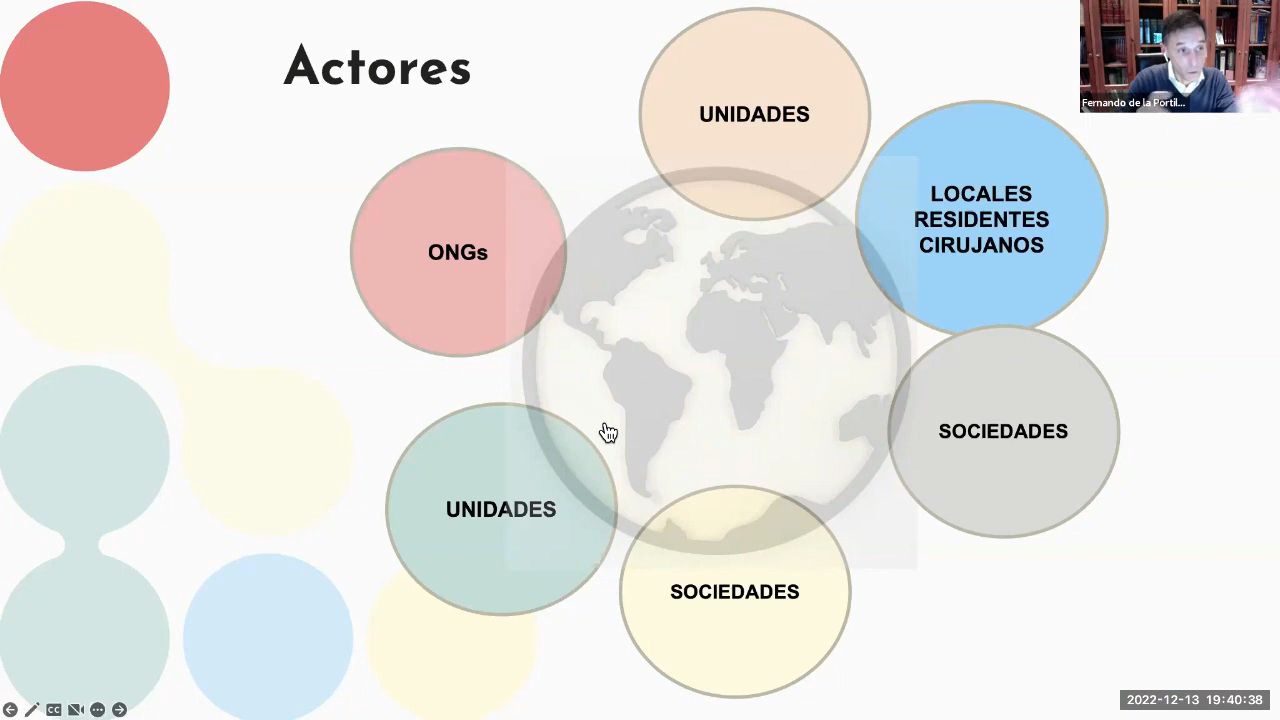 Actores
UNIDADES
LOCALES
RESIDENTES
CIRUJANOS
ONGs
SOCIEDADES
UNIDADES
SOCIEDADES
Fernando de la Portil...
CC
2022-12-13 19:40:38